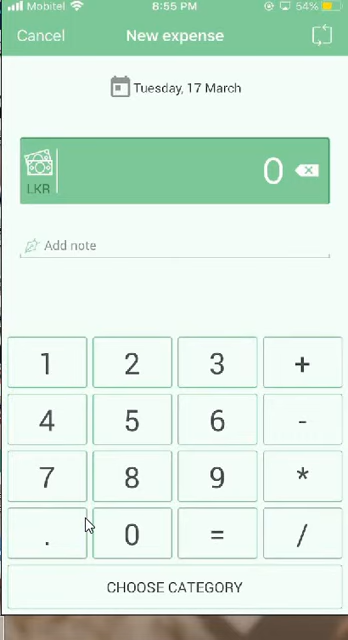 Mobitel 8:55 PM 54%
Cancel New expense
Tuesday, 17 March
LKR 0
Add note
1 2 3 +
4 5 6 -
7 8 9 *
. 0 = /
CHOOSE CATEGORY